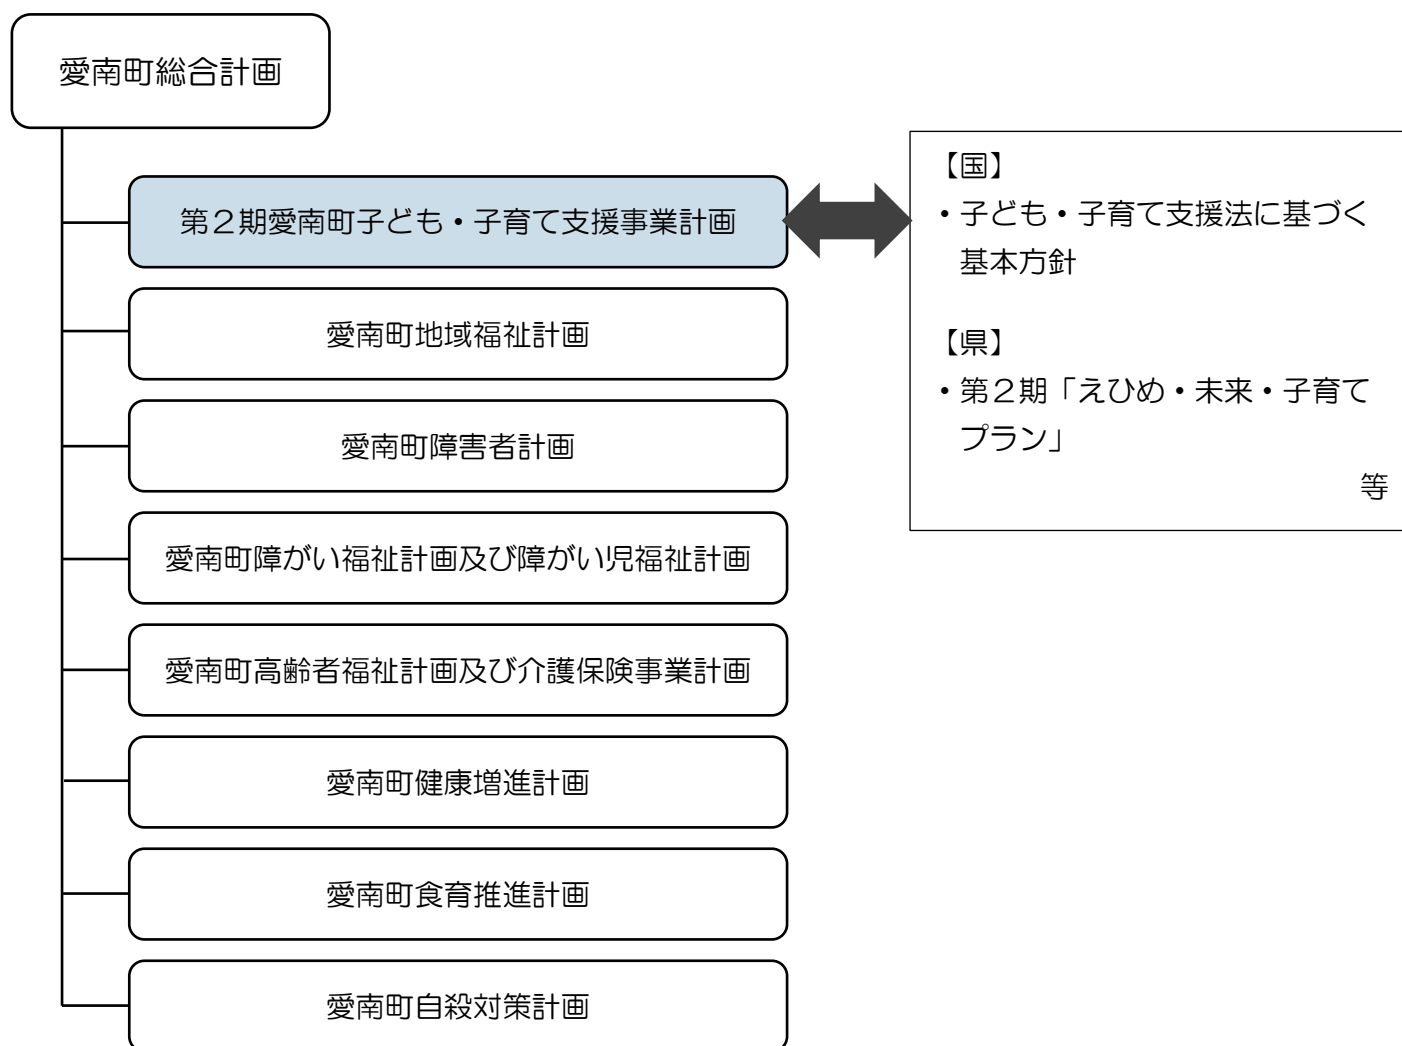 愛南町総合計画
第２期愛南町子ども・子育て支援事業計画
愛南町地域福祉計画
愛南町障害者計画
愛南町障がい福祉計画及び障がい児福祉計画
愛南町高齢者福祉計画及び介護保険事業計画
愛南町健康増進計画
愛南町食育推進計画
愛南町自殺対策計画
【国】
・子ども・子育て支援法に基づく
基本方針
【県】
・第２期「えひめ・未来・子育て
プラン」
等